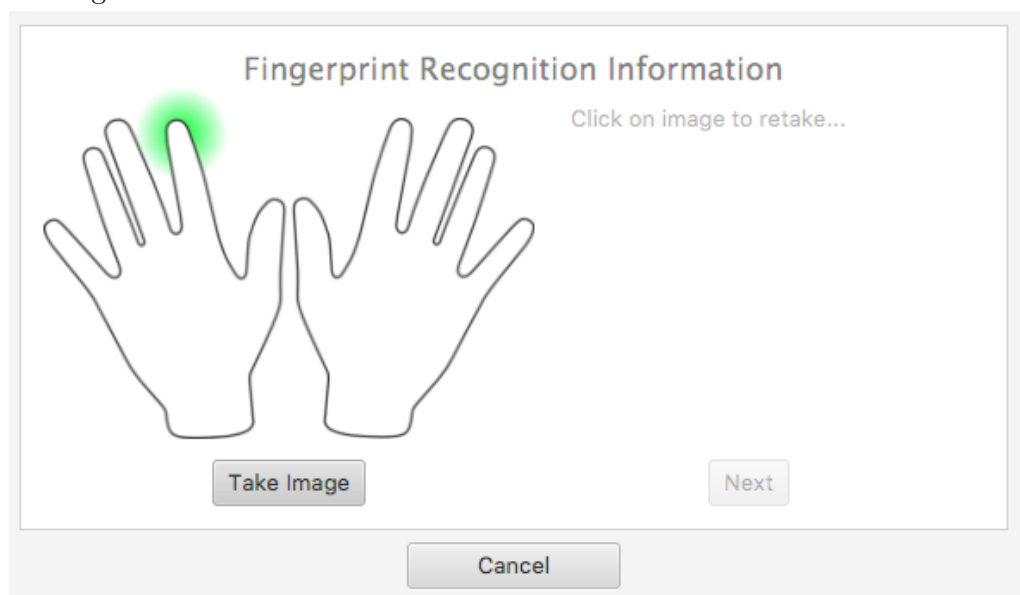 Fingerprint Recognition Information
Click on image to retake...
Take Image
Next
Cancel